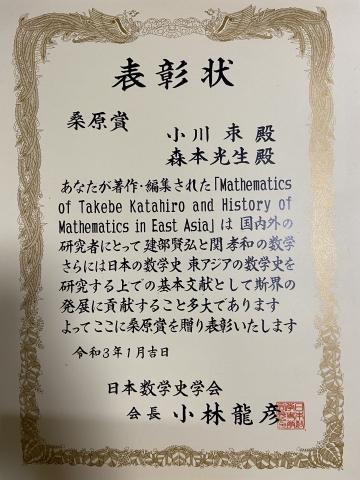 表彰状
桑原賞
小川 束 殿
森本光生 殿
あなたが著作・編集された「Mathematics
of Takebe Katahiro and History of
Mathematics in East Asia」は 国内外の
研究者にとって 建部賢弘と関 孝和の数学
さらには日本の数学史 東アジアの数学史を
研究する上での基本文献として斯界の
発展に貢献すること多大であります
よってここに桑原賞を贈り表彰いたします
令和3年1月吉日
日本数学史学会
会長 小林龍彦